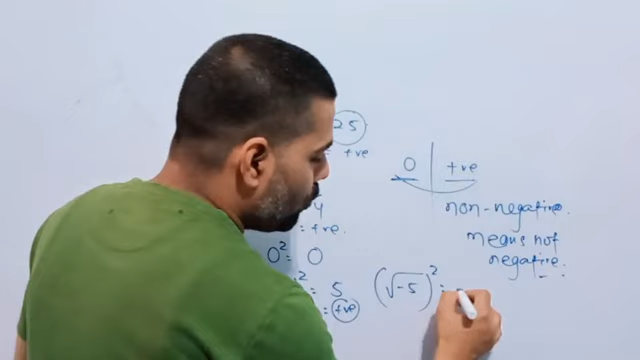 25
= +ve
0 +ve
4
= +ve.
non-negative.
means not
negative.
0² = 0
² = 5
= +ve
(√-5)² =